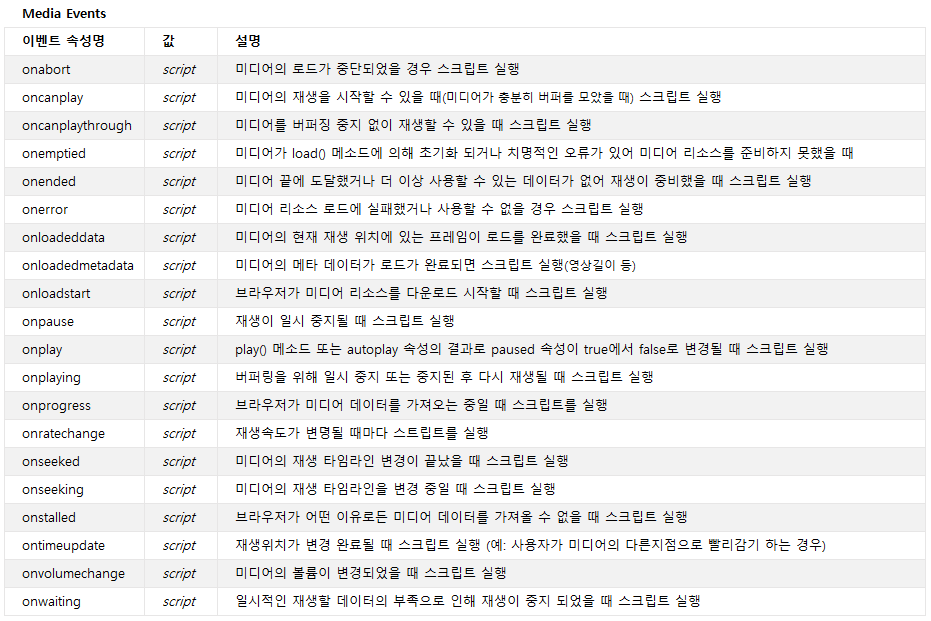 Media Events
이벤트 속성명 값 설명
onabort script 미디어의 로드가 중단되었을 경우 스크립트 실행
oncanplay script 미디어의 재생을 시작할 수 있을 때(미디어가 충분히 버퍼를 모았을 때) 스크립트 실행
oncanplaythrough script 미디어를 버퍼징 중지 없이 재생할 수 있을 때 스크립트 실행
onemptied script 미디어가 load() 메소드에 의해 초기화 되거나 치명적인 오류가 있어 미디어 리소스를 준비하지 못했을 때
onended script 미디어 끝에 도달했거나 더 이상 사용할 수 있는 데이터가 없어 재생이 중비했을 때 스크립트 실행
onerror script 미디어 리소스 로드에 실패했거나 사용할 수 없을 경우 스크립트 실행
onloadeddata script 미디어의 현재 재생 위치에 있는 프레임이 로드를 완료했을 때 스크립트 실행
onloadedmetadata script 미디어의 메타 데이터가 로드가 완료되면 스크립트 실행(영상길이 등)
onloadstart script 브라우저가 미디어 리소스를 다운로드 시작할 때 스크립트 실행
onpause script 재생이 일시 중지될 때 스크립트 실행
onplay script play() 메소드 또는 autoplay 속성의 결과로 paused 속성이 true에서 false로 변경될 때 스크립트 실행
onplaying script 버퍼링을 위해 일시 중지 또는 중지된 후 다시 재생될 때 스크립트 실행
onprogress script 브라우저가 미디어 데이터를 가져오는 중일 때 스크립트를 실행
onratechange script 재생속도가 변명될 때마다 스트립트를 실행
onseeked script 미디어의 재생 타임라인 변경이 끝났을 때 스크립트 실행
onseeking script 미디어의 재생 타임라인을 변경 중일 때 스크립트 실행
onstalled script 브라우저가 어떤 이유로든 미디어 데이터를 가져올 수 없을 때 스크립트 실행
ontimeupdate script 재생위치가 변경 완료될 때 스크립트 실행 (예: 사용자가 미디어의 다른지점으로 빨리감기 하는 경우)
onvolumechange script 미디어의 볼륨이 변경되었을 때 스크립트 실행
onwaiting script 일시적인 재생할 데이터의 부족으로 인해 재생이 중지 되었을 때 스크립트 실행